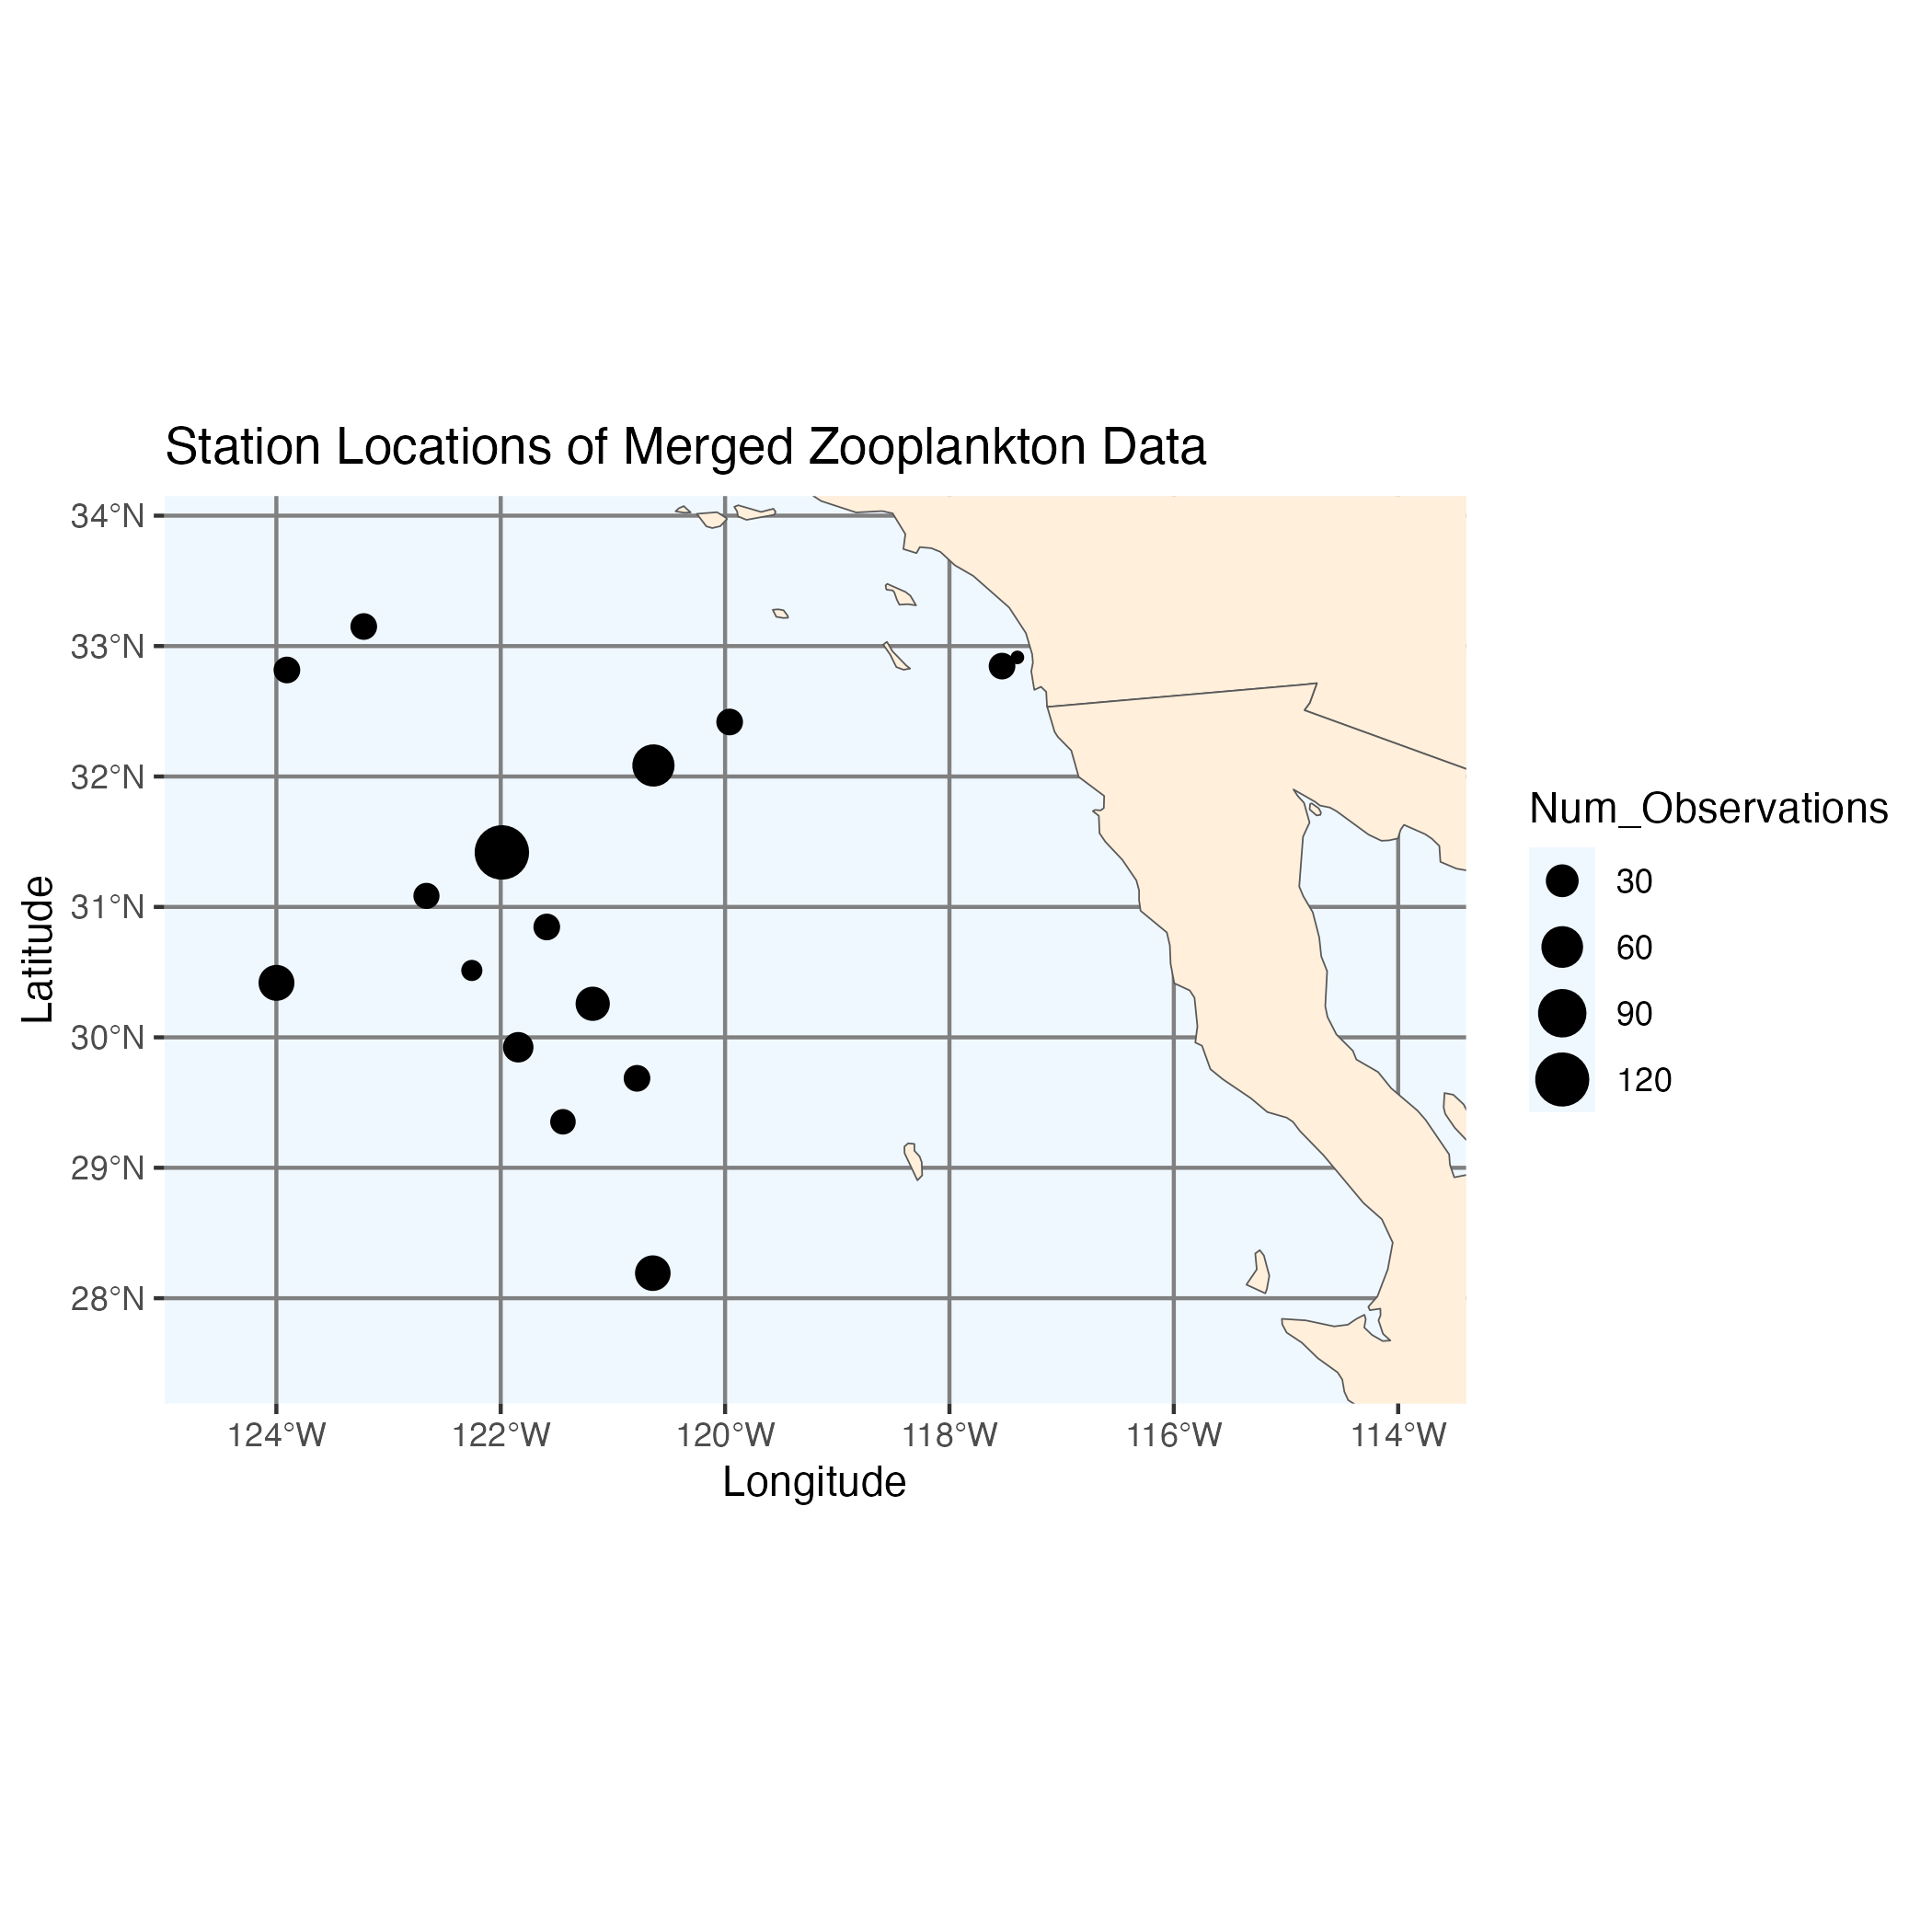 Station Locations of Merged Zooplankton Data
34°N
33°N
32°N
31°N
30°N
29°N
28°N
Latitude
124°W
122°W
120°W
118°W
116°W
114°W
Longitude
Num_Observations
30
60
90
120